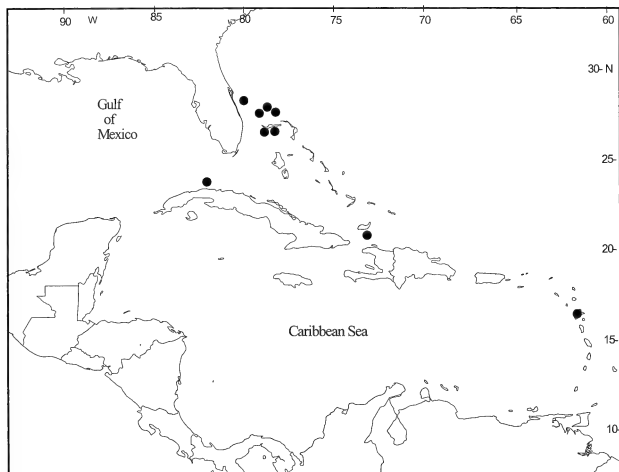 90 W 85 80 75 70 65 60
30- N
Gulf
of
Mexico
25-
20-
Caribbean Sea
15-
10-